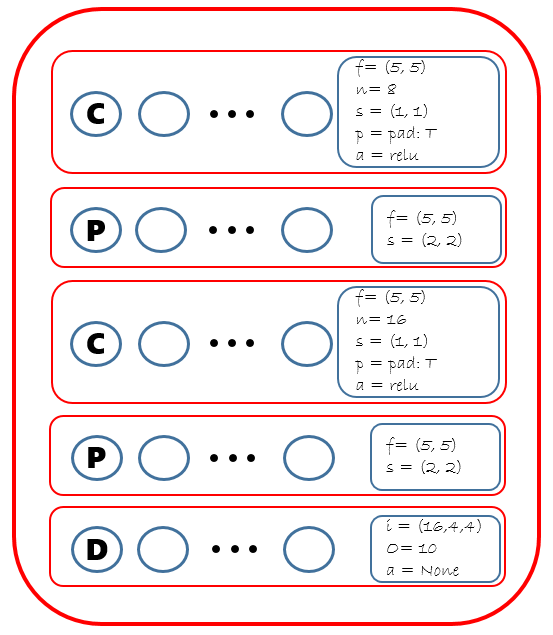 C
f= (5, 5)
n= 8
s = (1, 1)
p = pad: T
a = relu
P
f= (5, 5)
s = (2, 2)
C
f= (5, 5)
n= 16
s = (1, 1)
p = pad: T
a = relu
P
f= (5, 5)
s = (2, 2)
D
i = (16,4,4)
O= 10
a = None